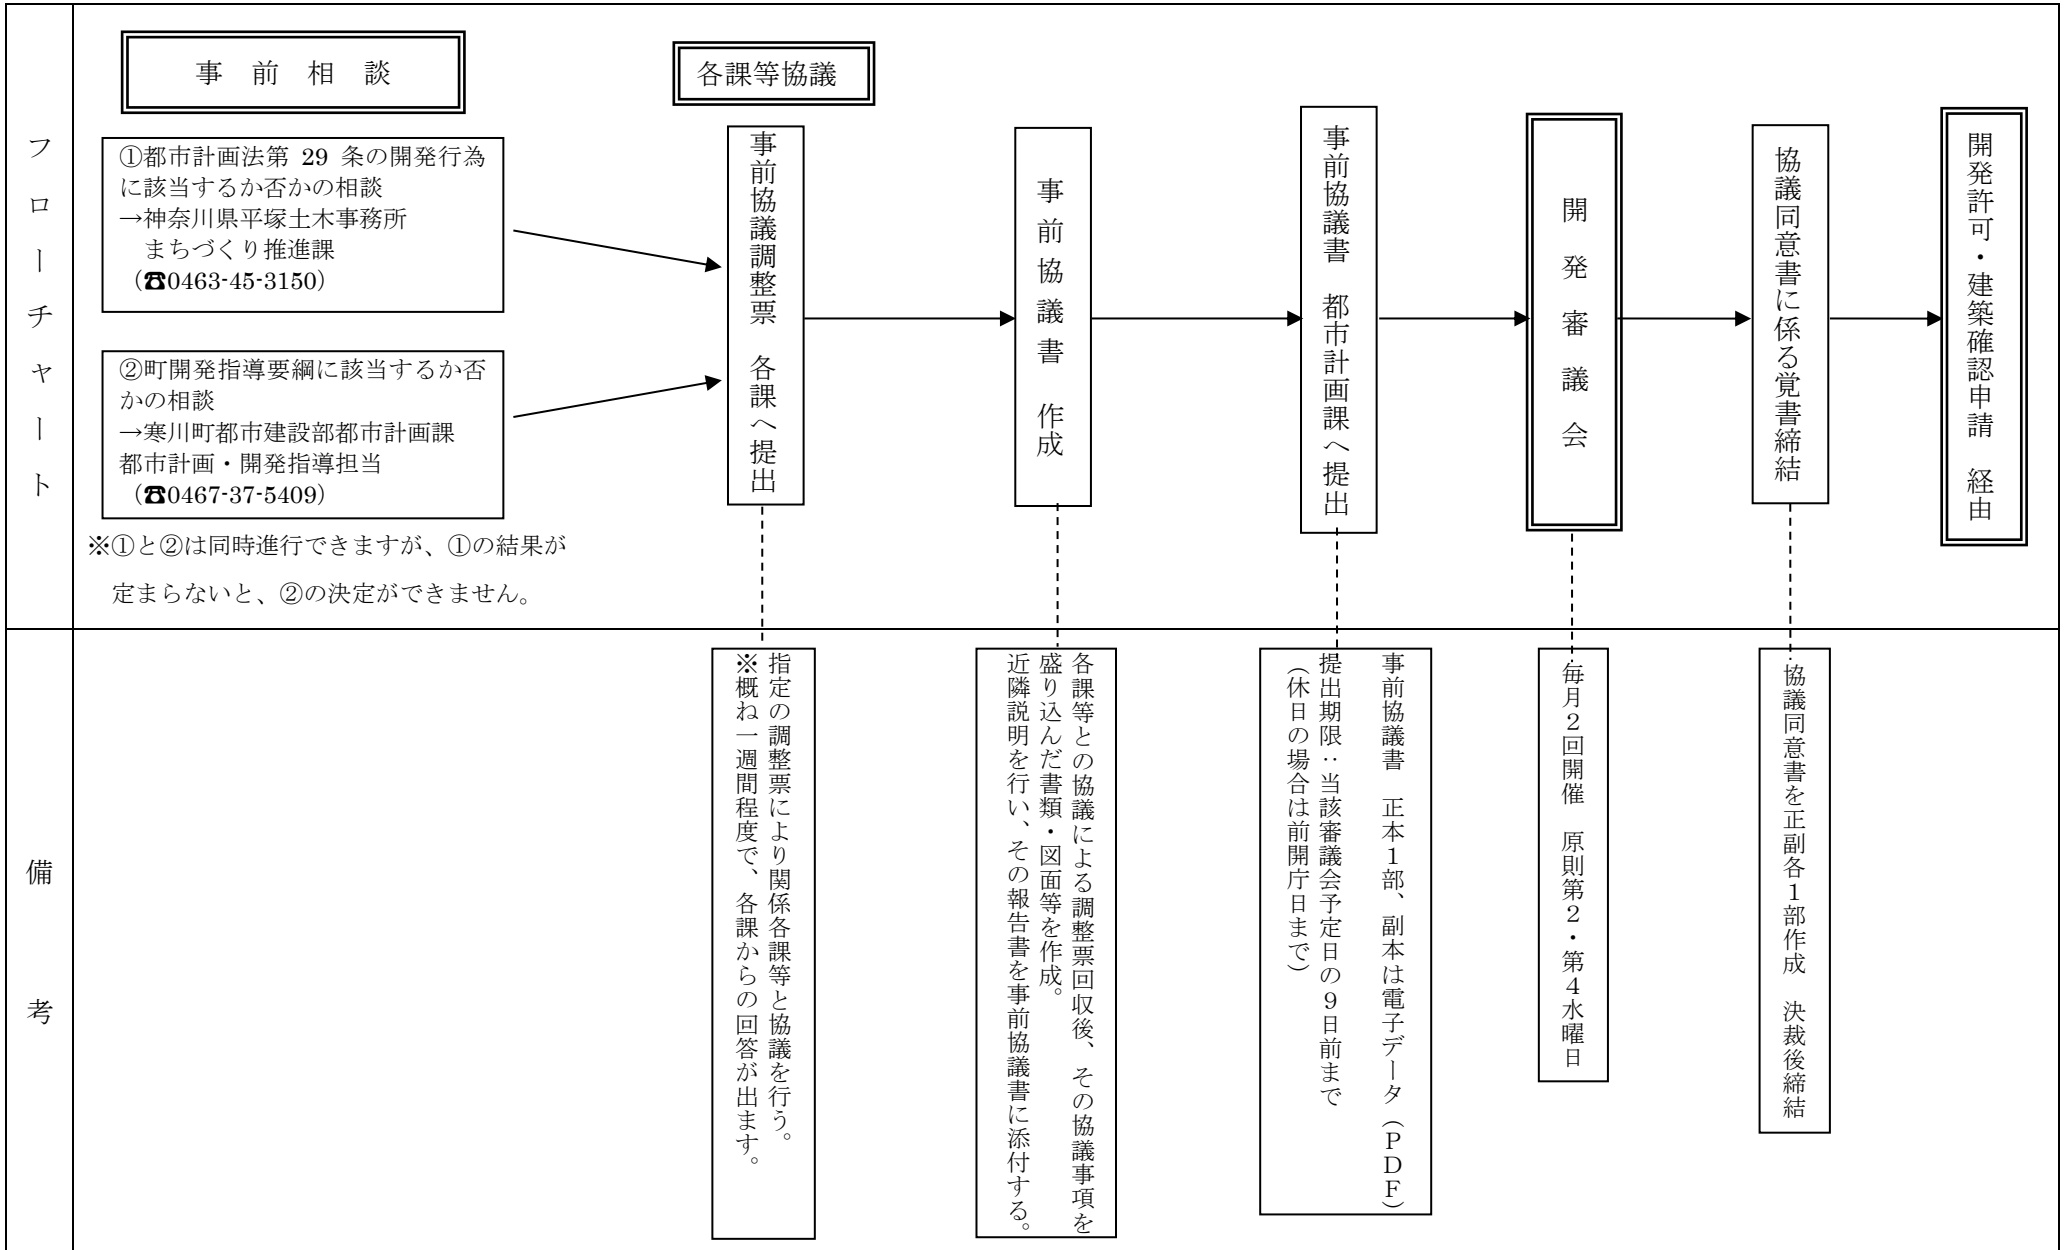 フローチャート
事前相談
①都市計画法第 29 条の開発行為
に該当するか否かの相談
→神奈川県平塚土木事務所
まちづくり推進課
（☎0463-45-3150）
②町開発指導要綱に該当するか否
かの相談
→寒川町都市建設部都市計画課
都市計画・開発指導担当
（☎0467-37-5409）
※①と②は同時進行できますが、①の結果が
定まらないと、②の決定ができません。
各課等協議
事前協議調整票　各課へ提出
事前協議書　作成
事前協議書　都市計画課へ提出
開発審議会
協議同意書に係る覚書締結
開発許可・建築確認申請　経由
備考
指定の調整票により関係各課等と協議を行う。
※概ね一週間程度で、各課からの回答が出ます。
各課等との協議による調整票回収後、その協議事項を
盛り込んだ書類・図面等を作成。
近隣説明を行い、その報告書を事前協議書に添付する。
事前協議書　正本１部、副本は電子データ（ＰＤＦ）
提出期限：当該審議会予定日の９日前まで
（休日の場合は前開庁日まで）
毎月２回開催　原則第２・第４水曜日
協議同意書を正副各１部作成　決裁後締結